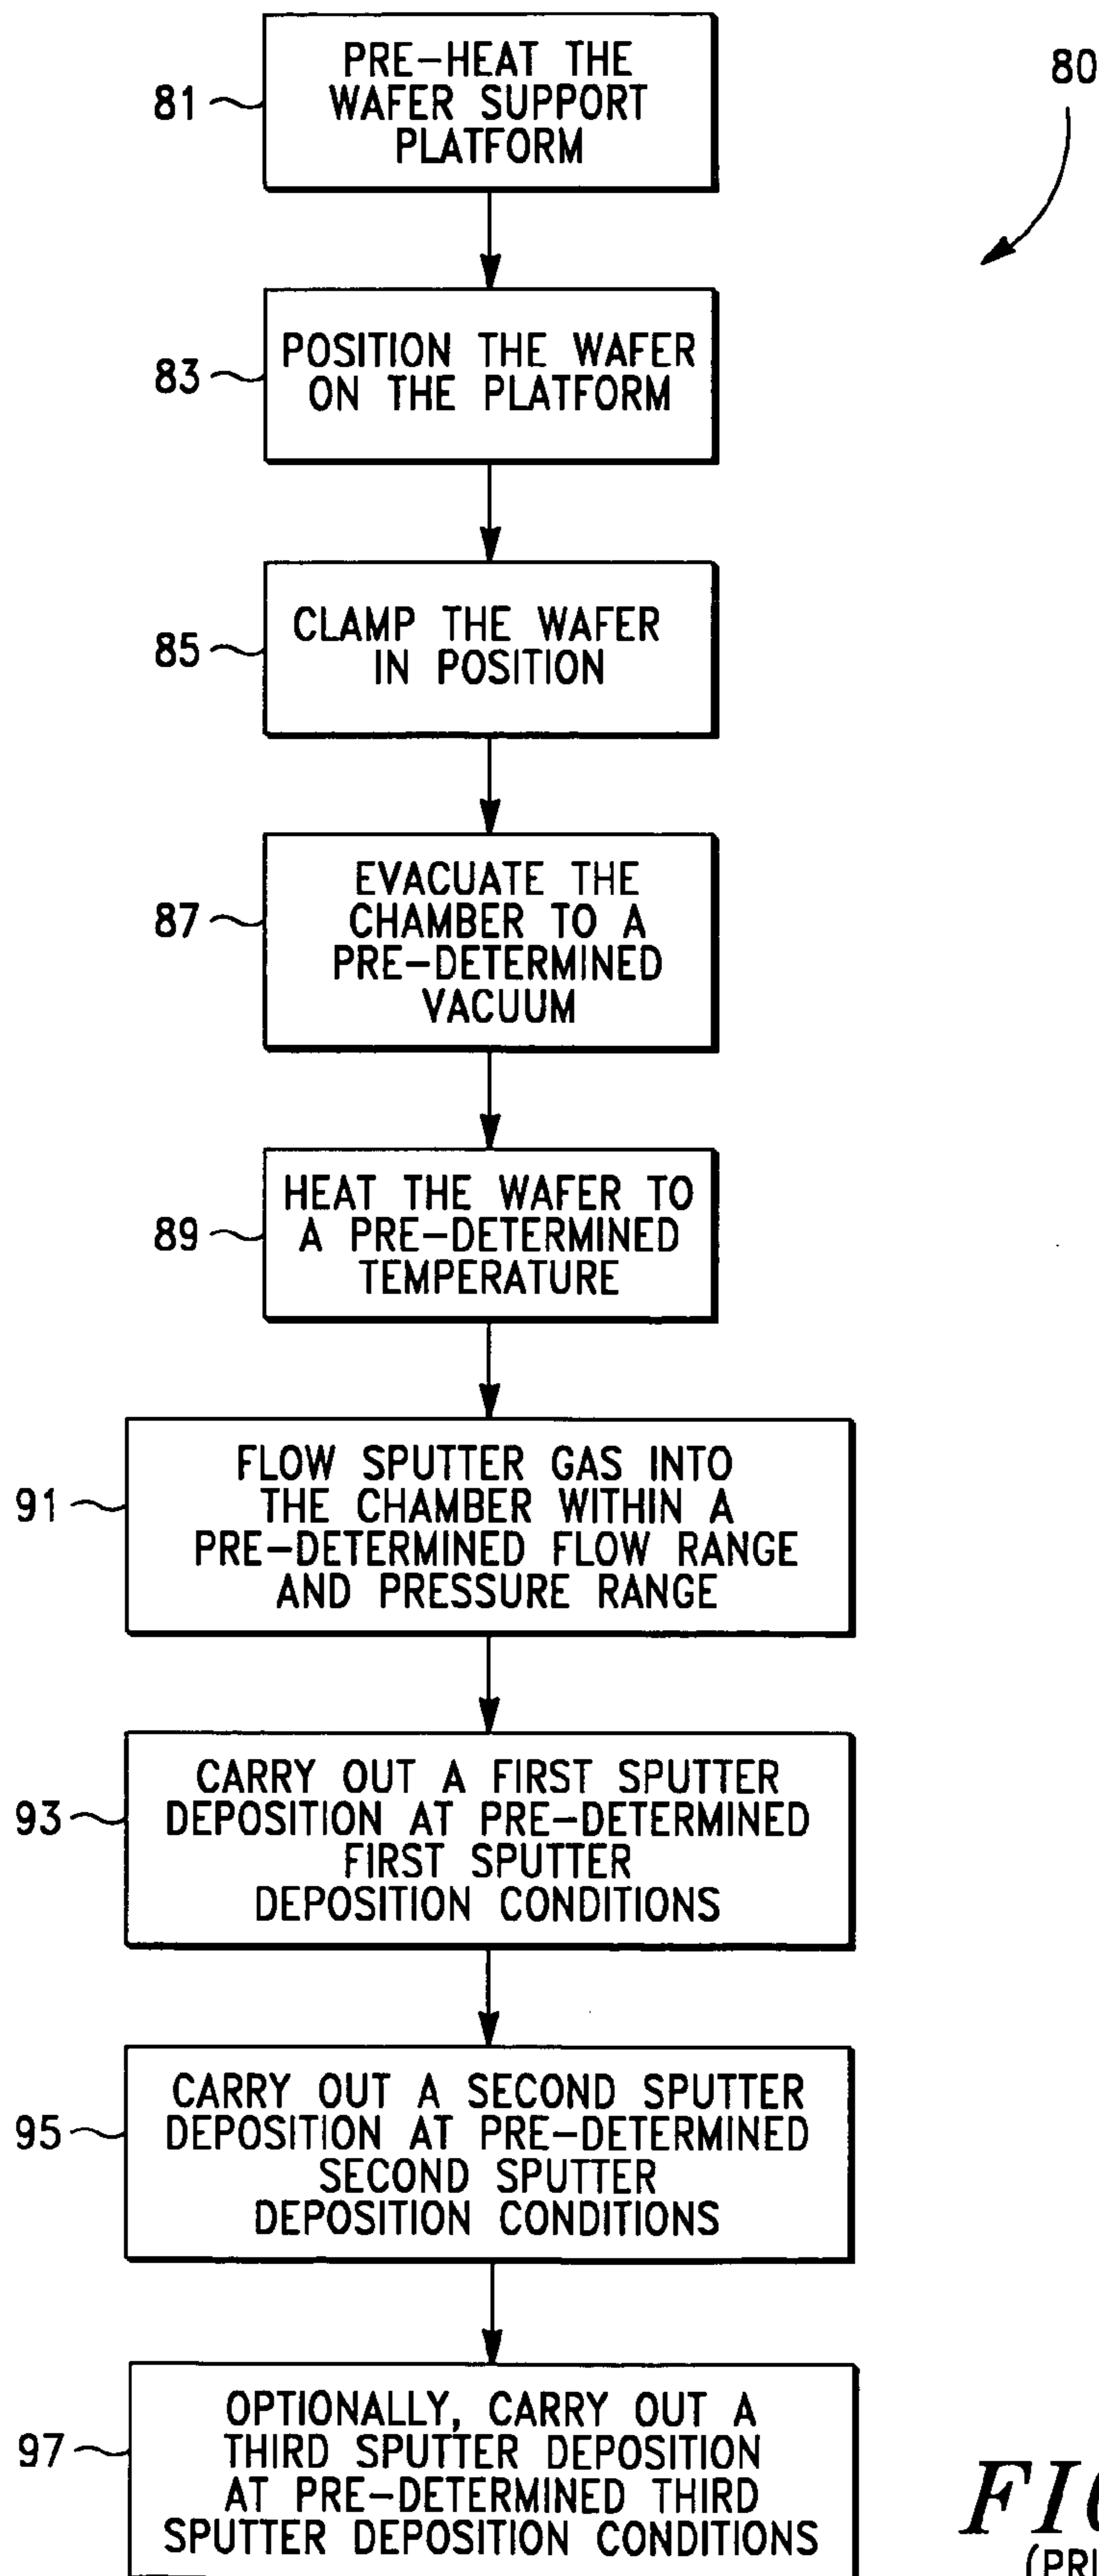 80
81
PRE-HEAT THE
WAFER SUPPORT
PLATFORM
83
POSITION THE WAFER
ON THE PLATFORM
85
CLAMP THE WAFER
IN POSITION
87
EVACUATE THE
CHAMBER TO A
PRE-DETERMINED
VACUUM
89
HEAT THE WAFER TO
A PRE-DETERMINED
TEMPERATURE
91
FLOW SPUTTER GAS INTO
THE CHAMBER WITHIN A
PRE-DETERMINED FLOW RANGE
AND PRESSURE RANGE
93
CARRY OUT A FIRST SPUTTER
DEPOSITION AT PRE-DETERMINED
FIRST SPUTTER
DEPOSITION CONDITIONS
95
CARRY OUT A SECOND SPUTTER
DEPOSITION AT PRE-DETERMINED
SECOND SPUTTER
DEPOSITION CONDITIONS
97
OPTIONALLY, CARRY OUT A
THIRD SPUTTER DEPOSITION
AT PRE-DETERMINED THIRD
SPUTTER DEPOSITION CONDITIONS